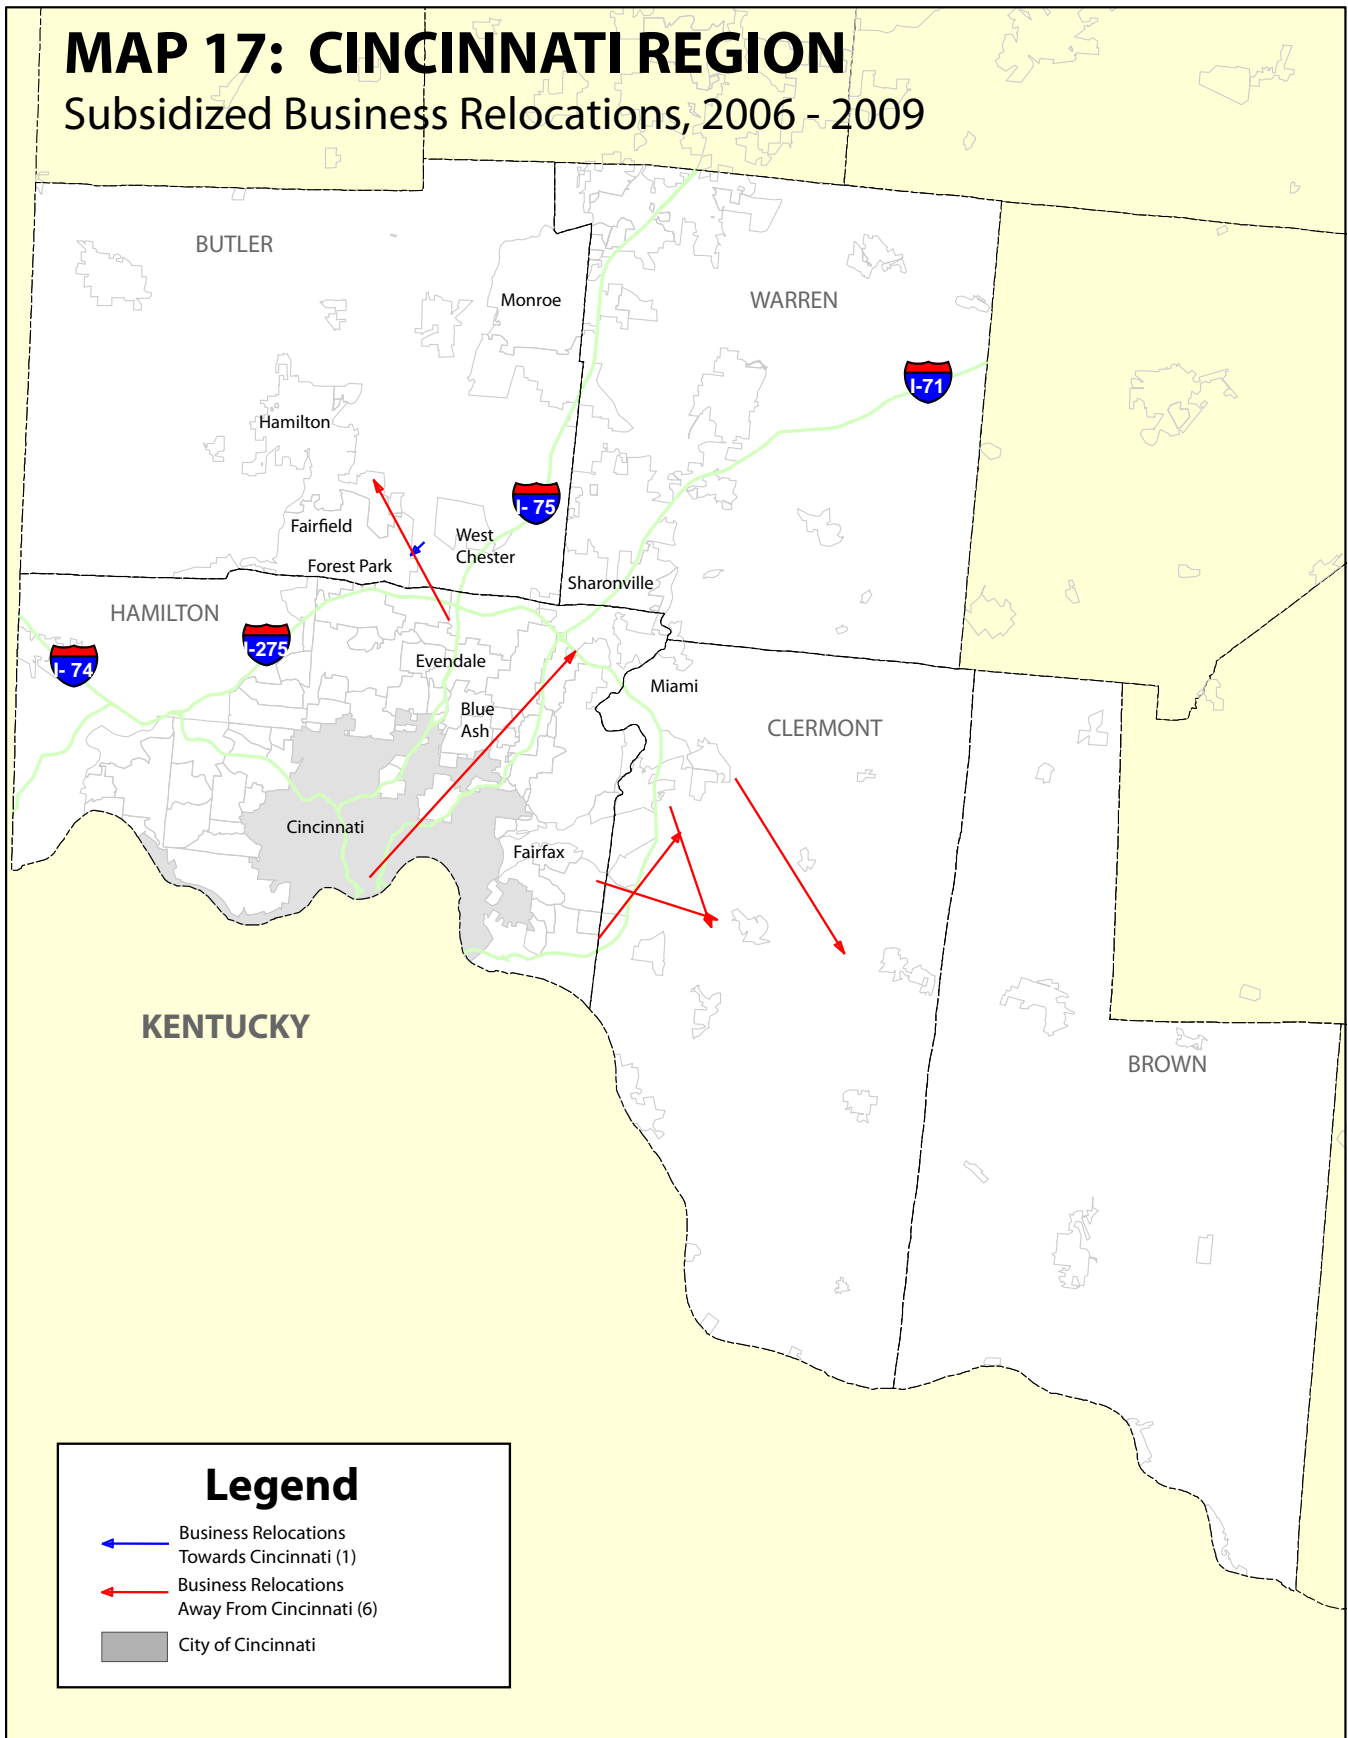 MAP 17: CINCINNATI REGION
Subsidized Business Relocations, 2006 - 2009
BUTLER
Monroe
WARREN
I-71
Hamilton
I- 75
Fairfield
West
Chester
Forest Park
Sharonville
HAMILTON
I-275
I- 74
Evendale
Miami
Blue
Ash
CLERMONT
Cincinnati
Fairfax
KENTUCKY
BROWN
Legend
Business Relocations
Towards Cincinnati (1)
Business Relocations
Away From Cincinnati (6)
City of Cincinnati